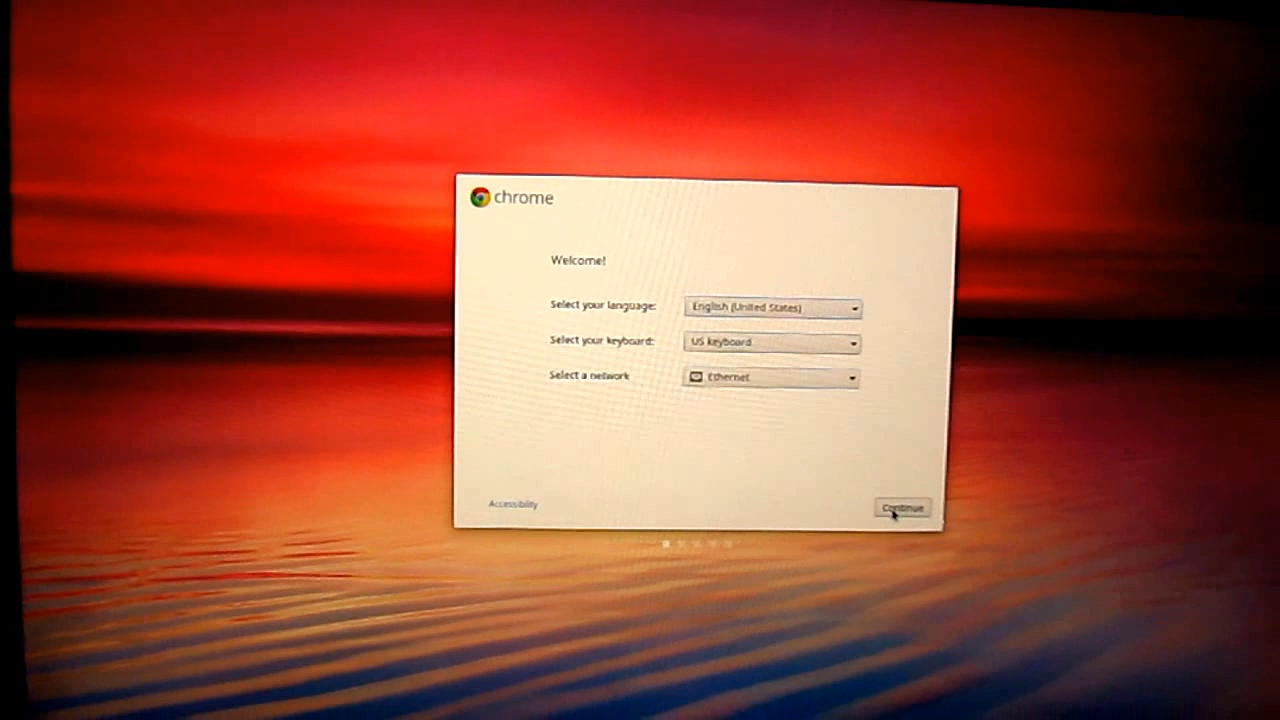 chrome
Welcome!
Select your language: English (United States)
Select your keyboard: US keyboard
Select a network Ethernet
Accessibility Continue